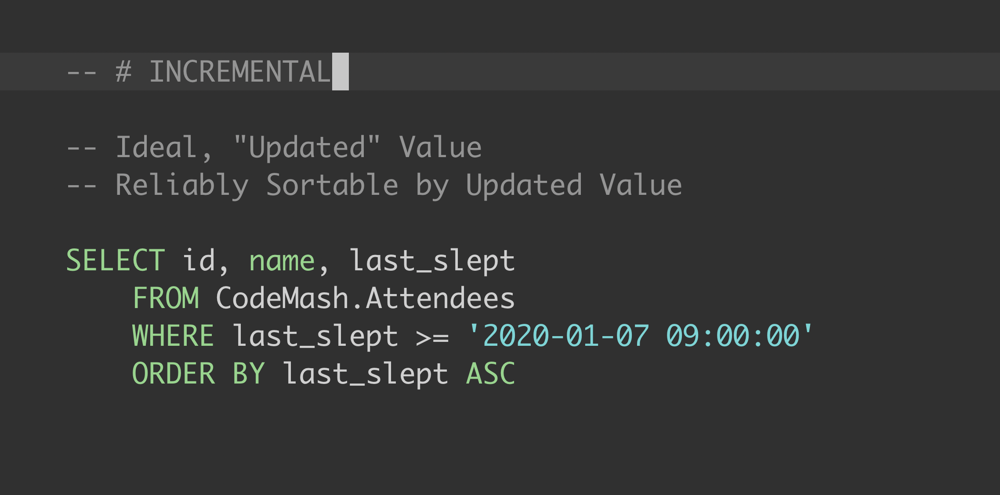 -- # INCREMENTAL
-- Ideal, "Updated" Value
-- Reliably Sortable by Updated Value
SELECT id, name, last_slept
FROM CodeMash.Attendees
WHERE last_slept >= '2020-01-07 09:00:00'
ORDER BY last_slept ASC